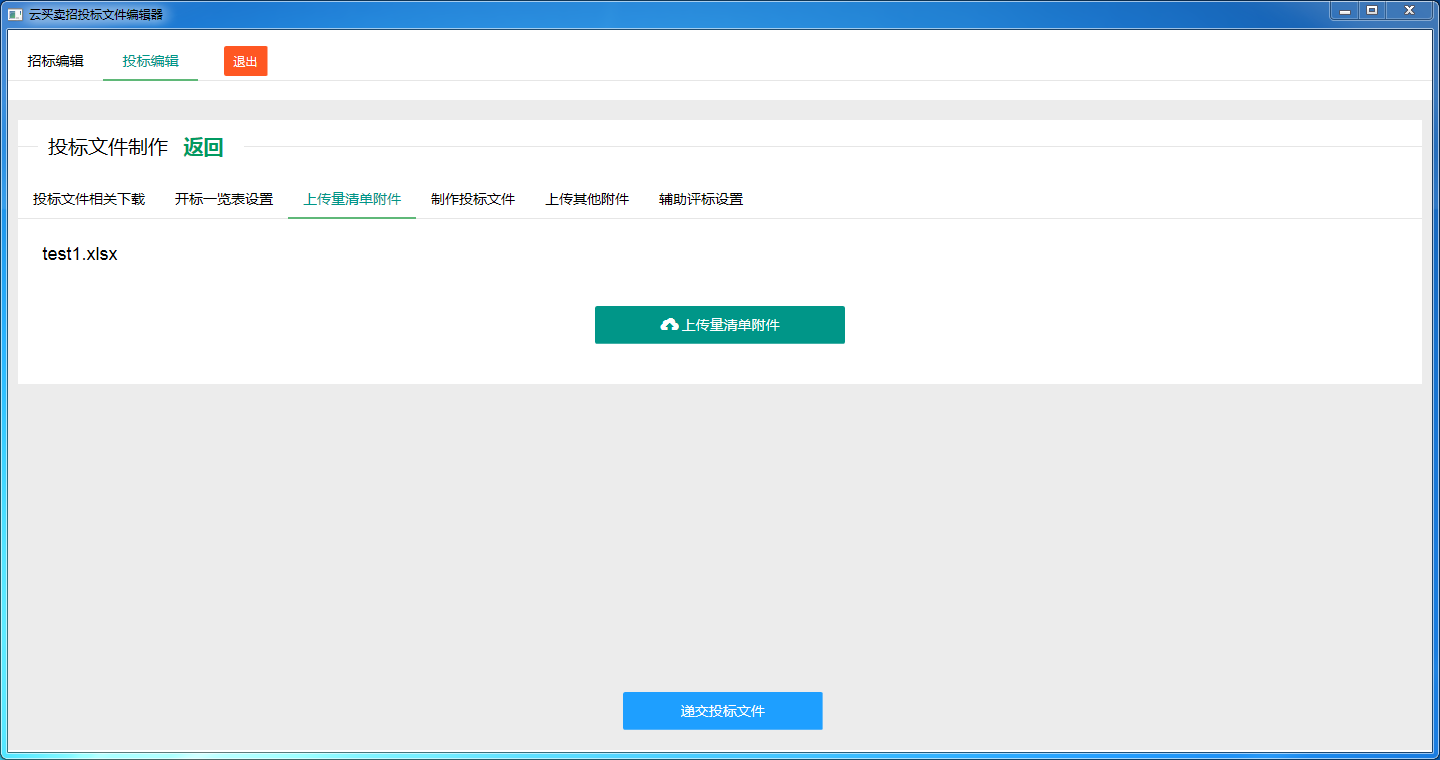 云买卖招投标文件编辑器
招标编辑 投标编辑 退出
投标文件制作 返回
投标文件相关下载 开标一览表设置 上传量清单附件 制作投标文件 上传其他附件 辅助评标设置
test1.xlsx
上传量清单附件
递交投标文件